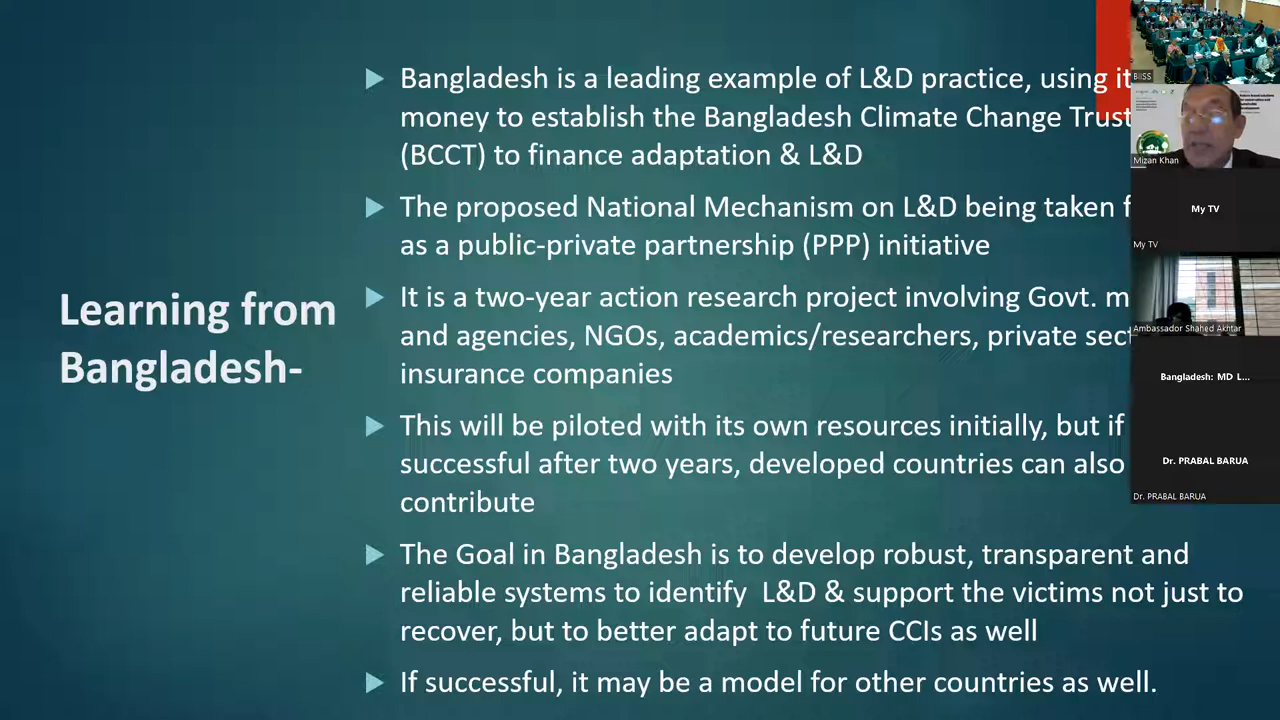 Learning from
Bangladesh-
Bangladesh is a leading example of L&D practice, using
money to establish the Bangladesh Climate Change Trust
(BCCT) to finance adaptation & L&D
The proposed National Mechanism on L&D being taken
as a public-private partnership (PPP) initiative
It is a two-year action research project involving Govt.
and agencies, NGOs, academics/researchers, private
insurance companies
This will be piloted with its own resources initially, but if
successful after two years, developed countries can also
contribute
The Goal in Bangladesh is to develop robust, transparent and
reliable systems to identify L&D & support the victims not just to
recover, but to better adapt to future CCIs as well
If successful, it may be a model for other countries as well.
BIISS
Mizan Khan
My TV
My TV
Ambassador Shahed Akhtar
Bangladesh: MD L...
Dr. PRABAL BARUA
Dr. PRABAL BARUA